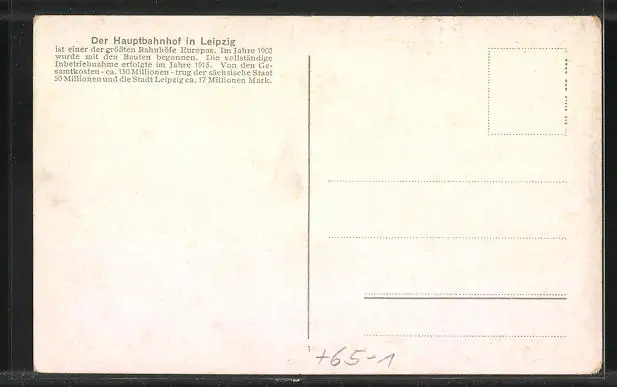 Der Hauptbahnhof in Leipzig
ist einer der größten Bahnhöfe Europas. Im Jahre 1902
wurde mit den Bauten begonnen. Die vollständige
Inbetriebnahme erfolgte im Jahre 1915. Von den Ge-
samtkosten - ca. 150 Millionen - trug der sächsische Staat
50 Millionen und die Stadt Leipzig ca. 17 Millionen Mark.
+65-1